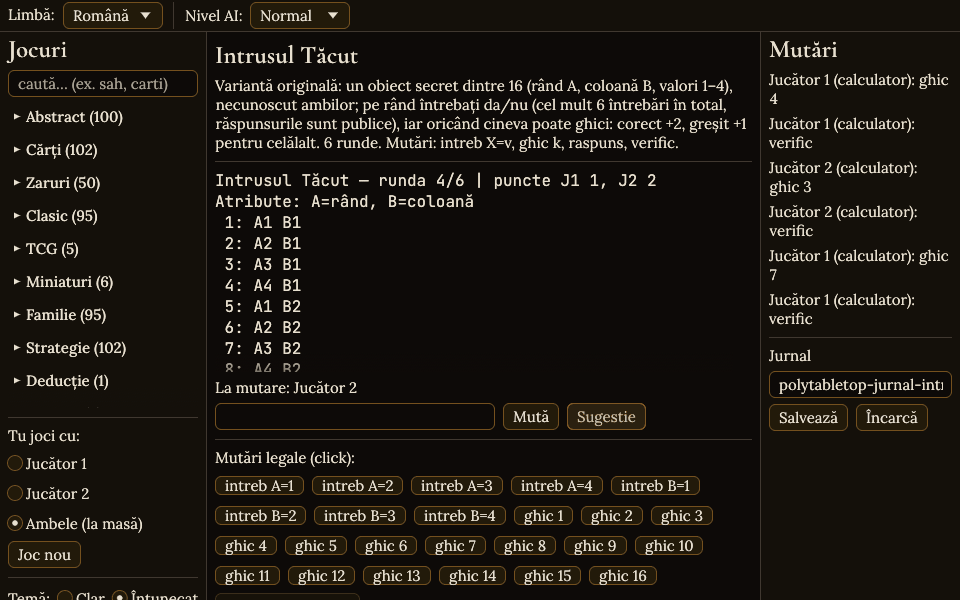 Limbă: Română ▼ Nivel AI: Normal ▼
Jocuri
caută... (ex. sah, carti)
▸ Abstract (100)
▸ Cărți (102)
▸ Zaruri (50)
▸ Clasic (95)
▸ TCG (5)
▸ Miniaturi (6)
▸ Familie (95)
▸ Strategie (102)
▸ Deducție (1)
Tu joci cu:
Jucător 1
Jucător 2
Ambele (la masă)
Joc nou
Temă: Clar Întunecat
Intrusul Tăcut
Variantă originală: un obiect secret dintre 16 (rând A, coloană B, valori 1–4),
necunoscut ambilor; pe rând întrebați da/nu (cel mult 6 întrebări în total,
răspunsurile sunt publice), iar oricând cineva poate ghici: corect +2, greșit +1
pentru celălalt. 6 runde. Mutări: intreb X=v, ghic k, raspuns, verific.
Intrusul Tăcut — runda 4/6 | puncte J1 1, J2 2
Atribute: A=rând, B=coloană
1: A1 B1
2: A2 B1
3: A3 B1
4: A4 B1
5: A1 B2
6: A2 B2
7: A3 B2
8: A4 B2
La mutare: Jucător 2
Mută Sugestie
Mutări legale (click):
intreb A=1 intreb A=2 intreb A=3 intreb A=4 intreb B=1
intreb B=2 intreb B=3 intreb B=4 ghic 1 ghic 2 ghic 3
ghic 4 ghic 5 ghic 6 ghic 7 ghic 8 ghic 9 ghic 10
ghic 11 ghic 12 ghic 13 ghic 14 ghic 15 ghic 16
Mutări
Jucător 1 (calculator): ghic
4
Jucător 1 (calculator):
verific
Jucător 2 (calculator):
ghic 3
Jucător 2 (calculator):
verific
Jucător 1 (calculator): ghic
7
Jucător 1 (calculator):
verific
Jurnal
polytabletop-jurnal-intr
Salvează Încarcă